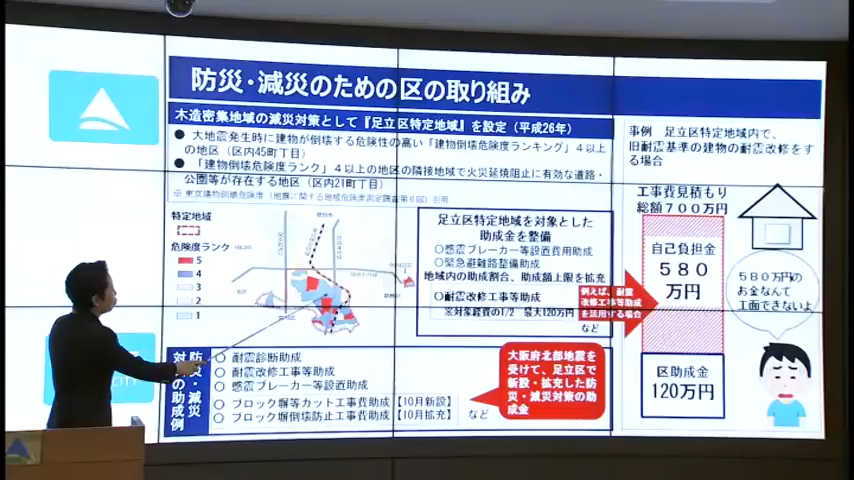 防災・減災のための区の取り組み
木造密集地域の減災対策として『足立区特定地域』を設定（平成26年）
● 大地震発生時に建物が倒壊する危険性の高い「建物倒壊危険度ランキング」４以上
の地区（区内45町丁目）
● 「建物倒壊危険度ランク」４以上の地区の隣接地域で火災延焼阻止に有効な道路・
公園等が存在する地区（区内21町丁目）
※ 東京建物倒壊危険度（地震に関する地域危険度測定調査第８回）引用
特定地域
危険度ランク
5
4
3
2
1
足立区特定地域を対象とした
助成金を整備
○感震ブレーカー等設置費用助成
○緊急避難路整備助成
地域内の助成割合、助成額上限を拡充
○耐震改修工事等助成
※対象経費の1/2 最大120万円
など
例えば、耐震
改修工事等助成
を活用する場合
事例 足立区特定地域内で、
旧耐震基準の建物の耐震改修をす
る場合
工事費見積もり
総額７００万円
自己負担金
５８０
万円
区助成金
120万円
５８０万円の
お金なんて
工面できないよ
防災・減災
対策の助成例
○ 耐震診断助成
○ 耐震改修工事等助成
○ 感震ブレーカー等設置助成
○ ブロック塀等カット工事費助成【10月新設】
○ ブロック塀倒壊防止工事費助成【10月拡充】 など
大阪府北部地震を
受けて、足立区で
新設・拡充した防
災・減災対策の助
成金
CITY